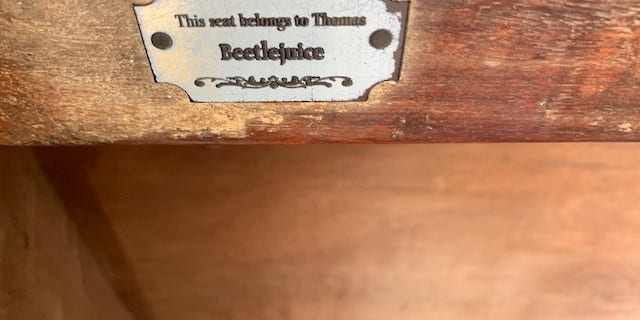 This seat belongs to Thomas
Beetlejuice